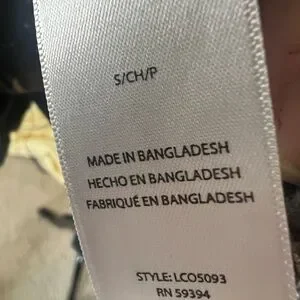 S/CH/P
MADE IN BANGLADESH
HECHO EN BANGLADESH
FABRIQUÉ EN BANGLADESH
STYLE: LCO5093
RN 59394